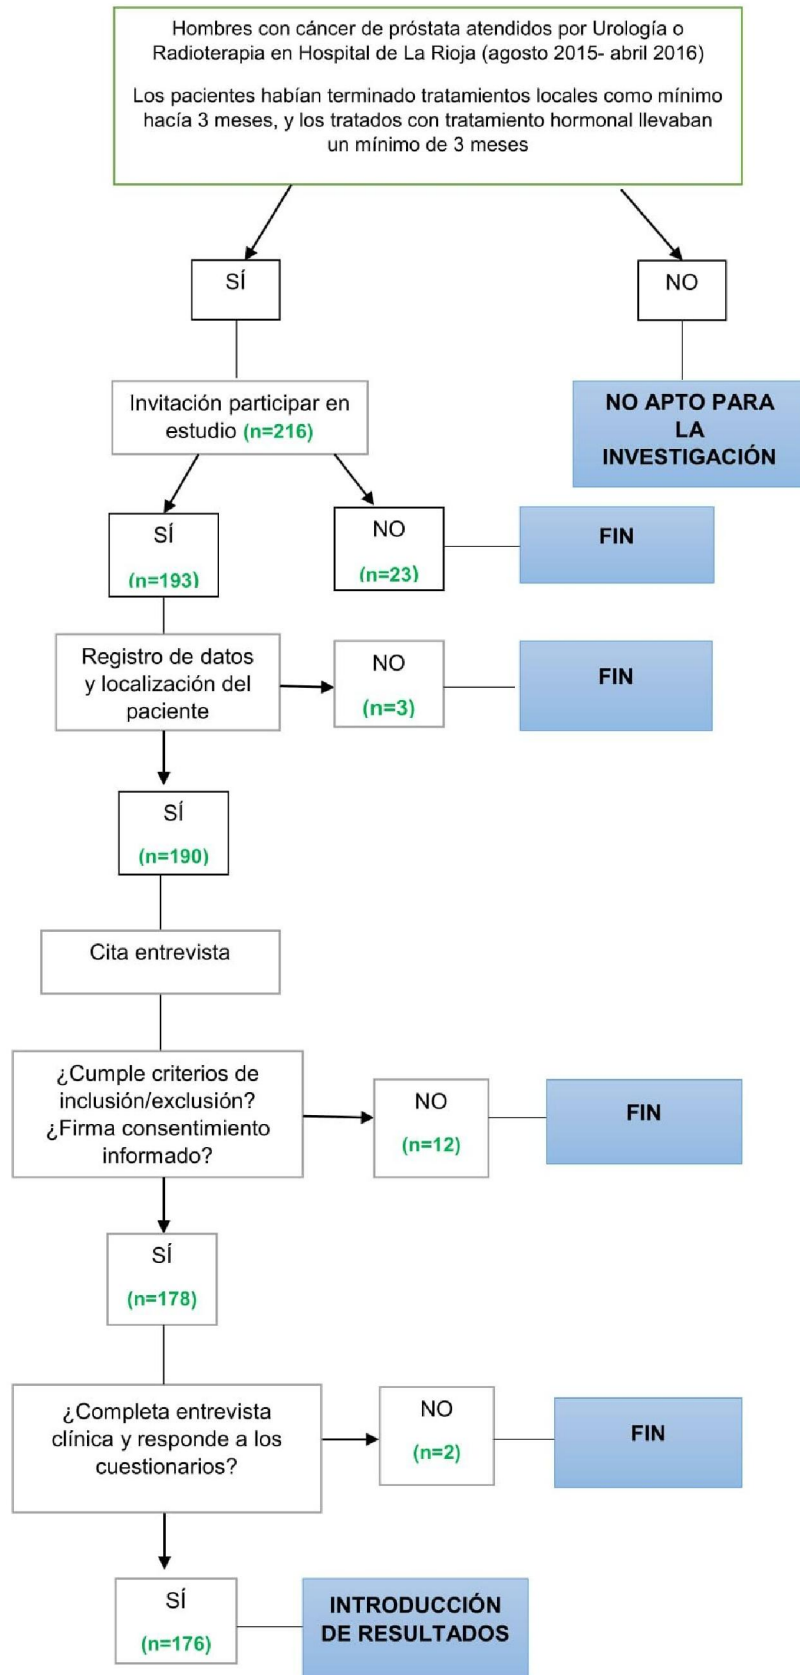 Hombres con cáncer de próstata atendidos por Urología o
Radioterapia en Hospital de La Rioja (agosto 2015- abril 2016)
Los pacientes habían terminado tratamientos locales como mínimo
hacía 3 meses, y los tratados con tratamiento hormonal llevaban
un mínimo de 3 meses
SÍ
NO
Invitación participar en
estudio (n=216)
NO APTO PARA
LA
INVESTIGACIÓN
SÍ
(n=193)
NO
(n=23)
FIN
Registro de datos
y localización del
paciente
NO
(n=3)
FIN
SÍ
(n=190)
Cita entrevista
¿Cumple criterios de
inclusión/exclusión?
¿Firma consentimiento
informado?
NO
(n=12)
FIN
SÍ
(n=178)
¿Completa entrevista
clínica y responde a los
cuestionarios?
NO
(n=2)
FIN
SÍ
(n=176)
INTRODUCCIÓN
DE RESULTADOS